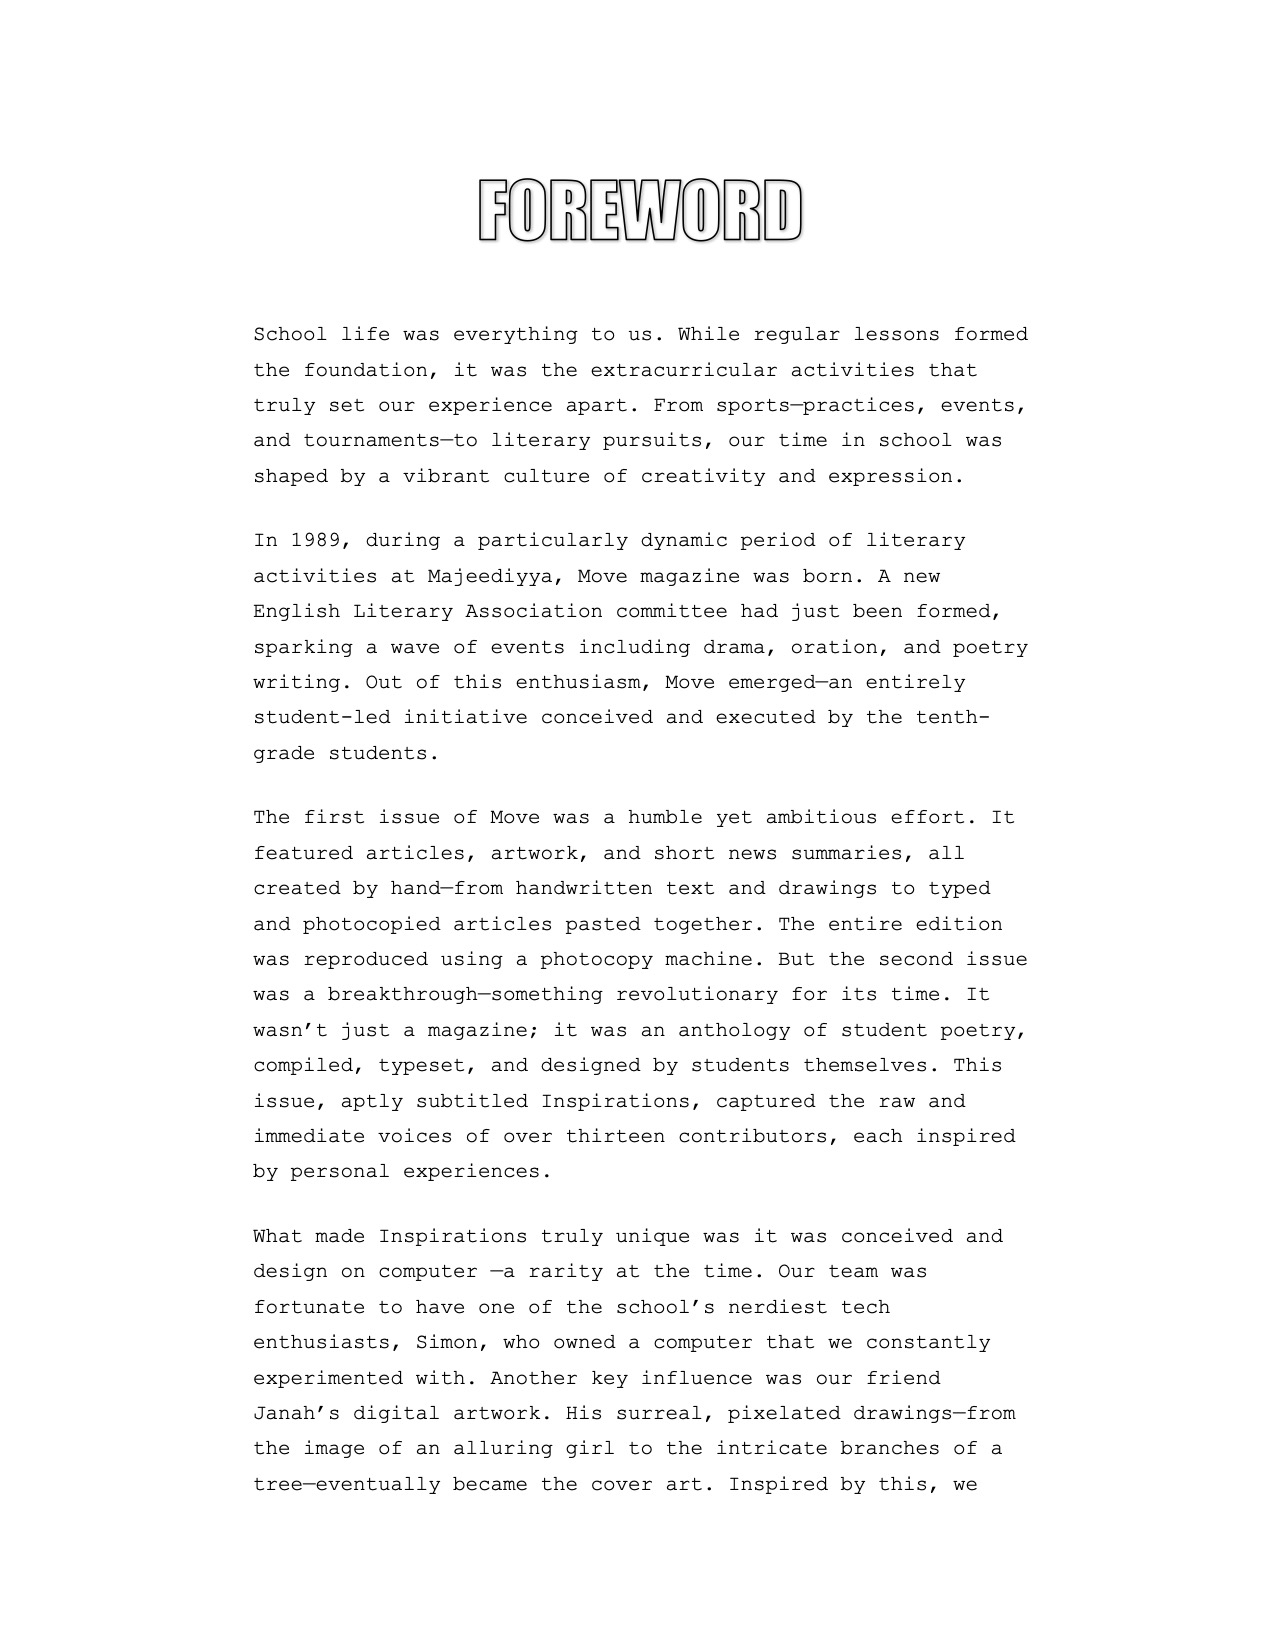 FOREWORD
School life was everything to us. While regular lessons formed
the foundation, it was the extracurricular activities that
truly set our experience apart. From sports—practices, events,
and tournaments—to literary pursuits, our time in school was
shaped by a vibrant culture of creativity and expression.
In 1989, during a particularly dynamic period of literary
activities at Majeediyya, Move magazine was born. A new
English Literary Association committee had just been formed,
sparking a wave of events including drama, oration, and poetry
writing. Out of this enthusiasm, Move emerged—an entirely
student-led initiative conceived and executed by the tenth-
grade students.
The first issue of Move was a humble yet ambitious effort. It
featured articles, artwork, and short news summaries, all
created by hand—from handwritten text and drawings to typed
and photocopied articles pasted together. The entire edition
was reproduced using a photocopy machine. But the second issue
was a breakthrough—something revolutionary for its time. It
wasn’t just a magazine; it was an anthology of student poetry,
compiled, typeset, and designed by students themselves. This
issue, aptly subtitled Inspirations, captured the raw and
immediate voices of over thirteen contributors, each inspired
by personal experiences.
What made Inspirations truly unique was it was conceived and
design on computer —a rarity at the time. Our team was
fortunate to have one of the school’s nerdiest tech
enthusiasts, Simon, who owned a computer that we constantly
experimented with. Another key influence was our friend
Janah’s digital artwork. His surreal, pixelated drawings—from
the image of an alluring girl to the intricate branches of a
tree—eventually became the cover art. Inspired by this, we